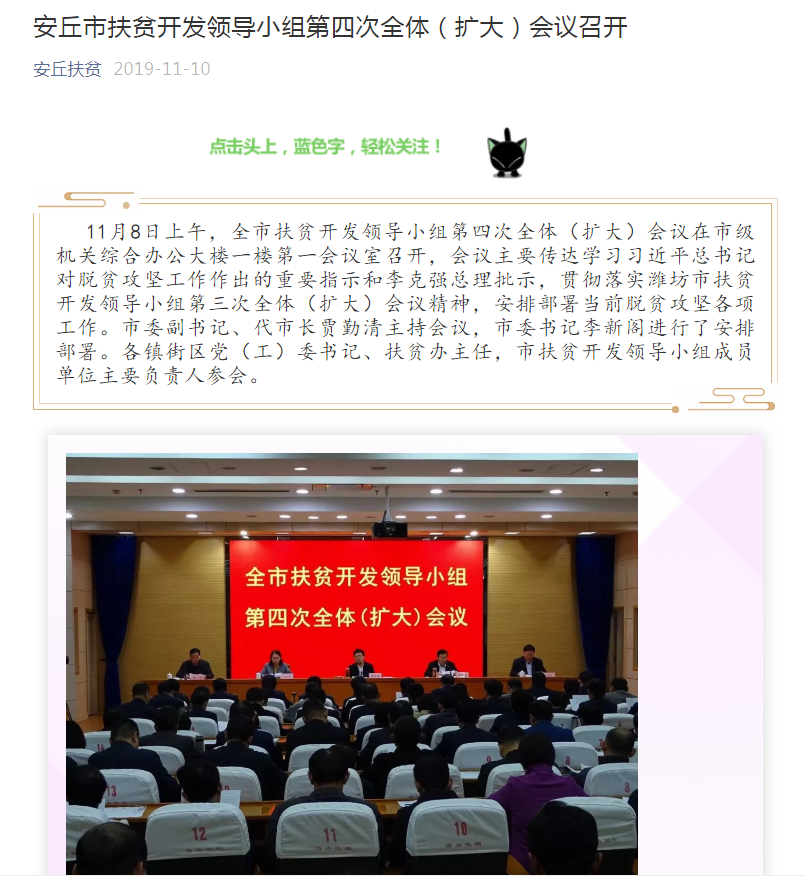 安丘市扶贫开发领导小组第四次全体（扩大）会议召开
安丘扶贫 2019-11-10
点击头上，蓝色字，轻松关注！
11月8日上午，全市扶贫开发领导小组第四次全体（扩大）会议在市级
机关综合办公大楼一楼第一会议室召开，会议主要传达学习习近平总书记
对脱贫攻坚工作作出的重要指示和李克强总理批示，贯彻落实潍坊市扶贫
开发领导小组第三次全体（扩大）会议精神，安排部署当前脱贫攻坚各项
工作。市委副书记、代市长贾勤清主持会议，市委书记李新阁进行了安排
部署。各镇街区党（工）委书记、扶贫办主任，市扶贫开发领导小组成员
单位主要负责人参会。
全市扶贫开发领导小组
第四次全体(扩大)会议
13
12
11
10